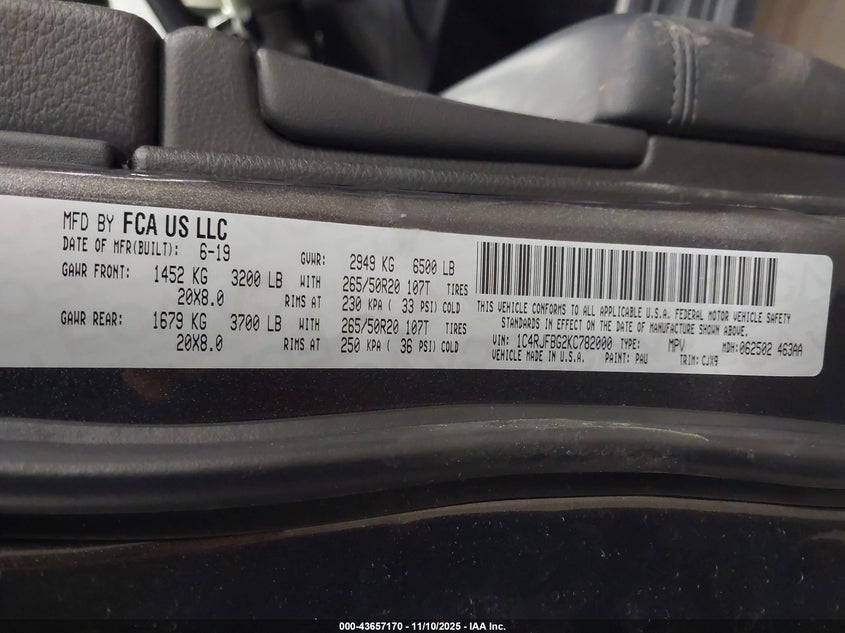 MFD BY FCA US LLC
DATE OF MFR(BUILT): 6-19
GVWR: 2949 KG 6500 LB
GAWR FRONT: 1452 KG 3200 LB WITH 265/50R20 107T TIRES
20X8.0 RIMS AT 230 KPA ( 33 PSI) COLD
GAWR REAR: 1679 KG 3700 LB WITH 265/50R20 107T TIRES
20X8.0 RIMS AT 250 KPA ( 36 PSI) COLD
THIS VEHICLE CONFORMS TO ALL APPLICABLE U.S.A. FEDERAL MOTOR VEHICLE SAFETY
STANDARDS IN EFFECT ON THE DATE OF MANUFACTURE SHOWN ABOVE.
VIN: 1C4RJFBG2KC782000 TYPE: MPV MDH: 062502 463AA
VEHICLE MADE IN U.S.A. PAINT: PAU TRIM: CJX9
000-43657170 - 11/10/2025 - IAA Inc.